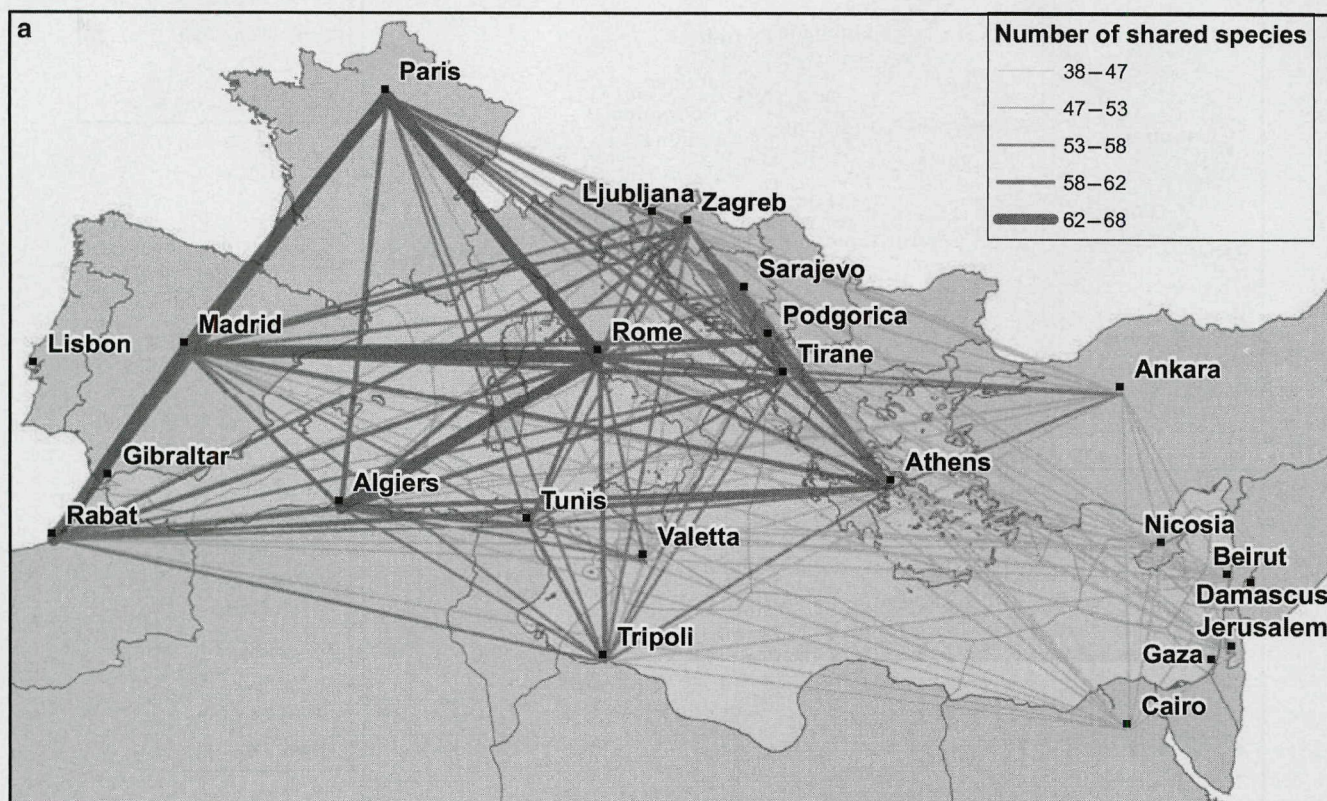 a
Number of shared species
38–47
47–53
53–58
58–62
62–68
Paris
Ljubljana
Zagreb
Sarajevo
Podgorica
Tirane
Rome
Madrid
Lisbon
Ankara
Gibraltar
Algiers
Athens
Rabat
Tunis
Valetta
Nicosia
Beirut
Damascus
Jerusalem
Tripoli
Gaza
Cairo